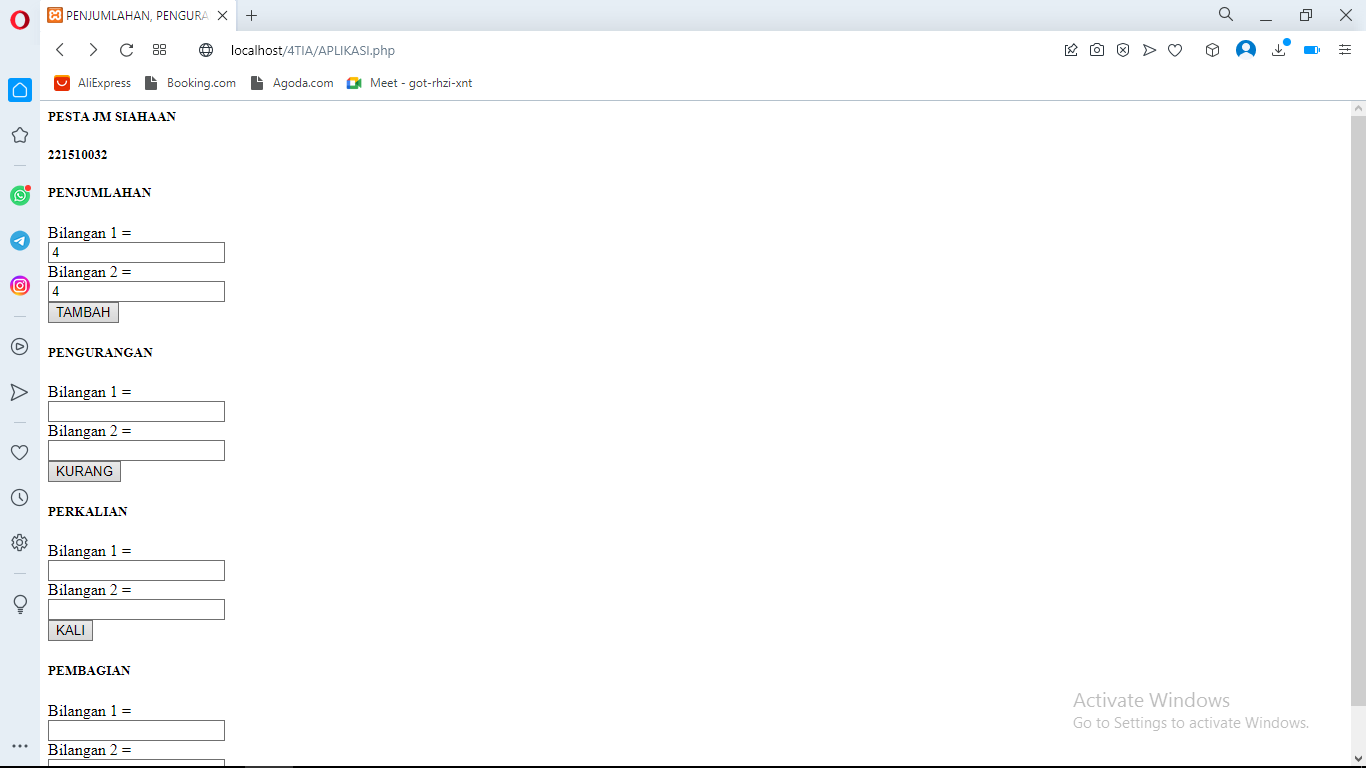 PENJUMLAHAN, PENGURA
localhost/4TIA/APLIKASI.php
AliExpress Booking.com Agoda.com Meet - got-rhzi-xnt
PESTA JM SIAHAAN
221510032
PENJUMLAHAN
Bilangan 1 =
4
Bilangan 2 =
4
TAMBAH
PENGURANGAN
Bilangan 1 =
Bilangan 2 =
KURANG
PERKALIAN
Bilangan 1 =
Bilangan 2 =
KALI
PEMBAGIAN
Bilangan 1 =
Bilangan 2 =
Activate Windows
Go to Settings to activate Windows.